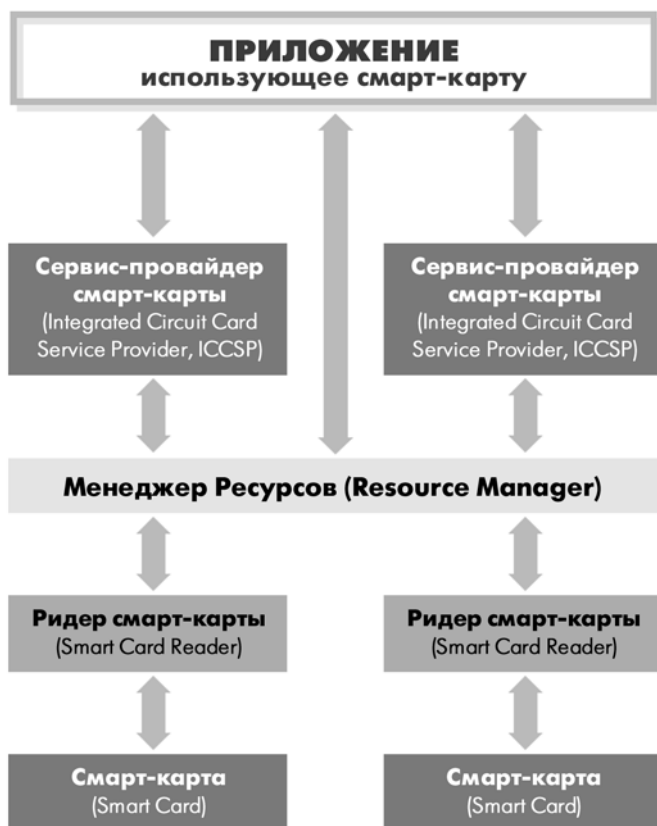 ПРИЛОЖЕНИЕ
использующее смарт-карту
Сервис-провайдер
смарт-карты
(Integrated Circuit Card
Service Provider, ICCSP)
Сервис-провайдер
смарт-карты
(Integrated Circuit Card
Service Provider, ICCSP)
Менеджер Ресурсов (Resource Manager)
Ридер смарт-карты
(Smart Card Reader)
Ридер смарт-карты
(Smart Card Reader)
Смарт-карта
(Smart Card)
Смарт-карта
(Smart Card)